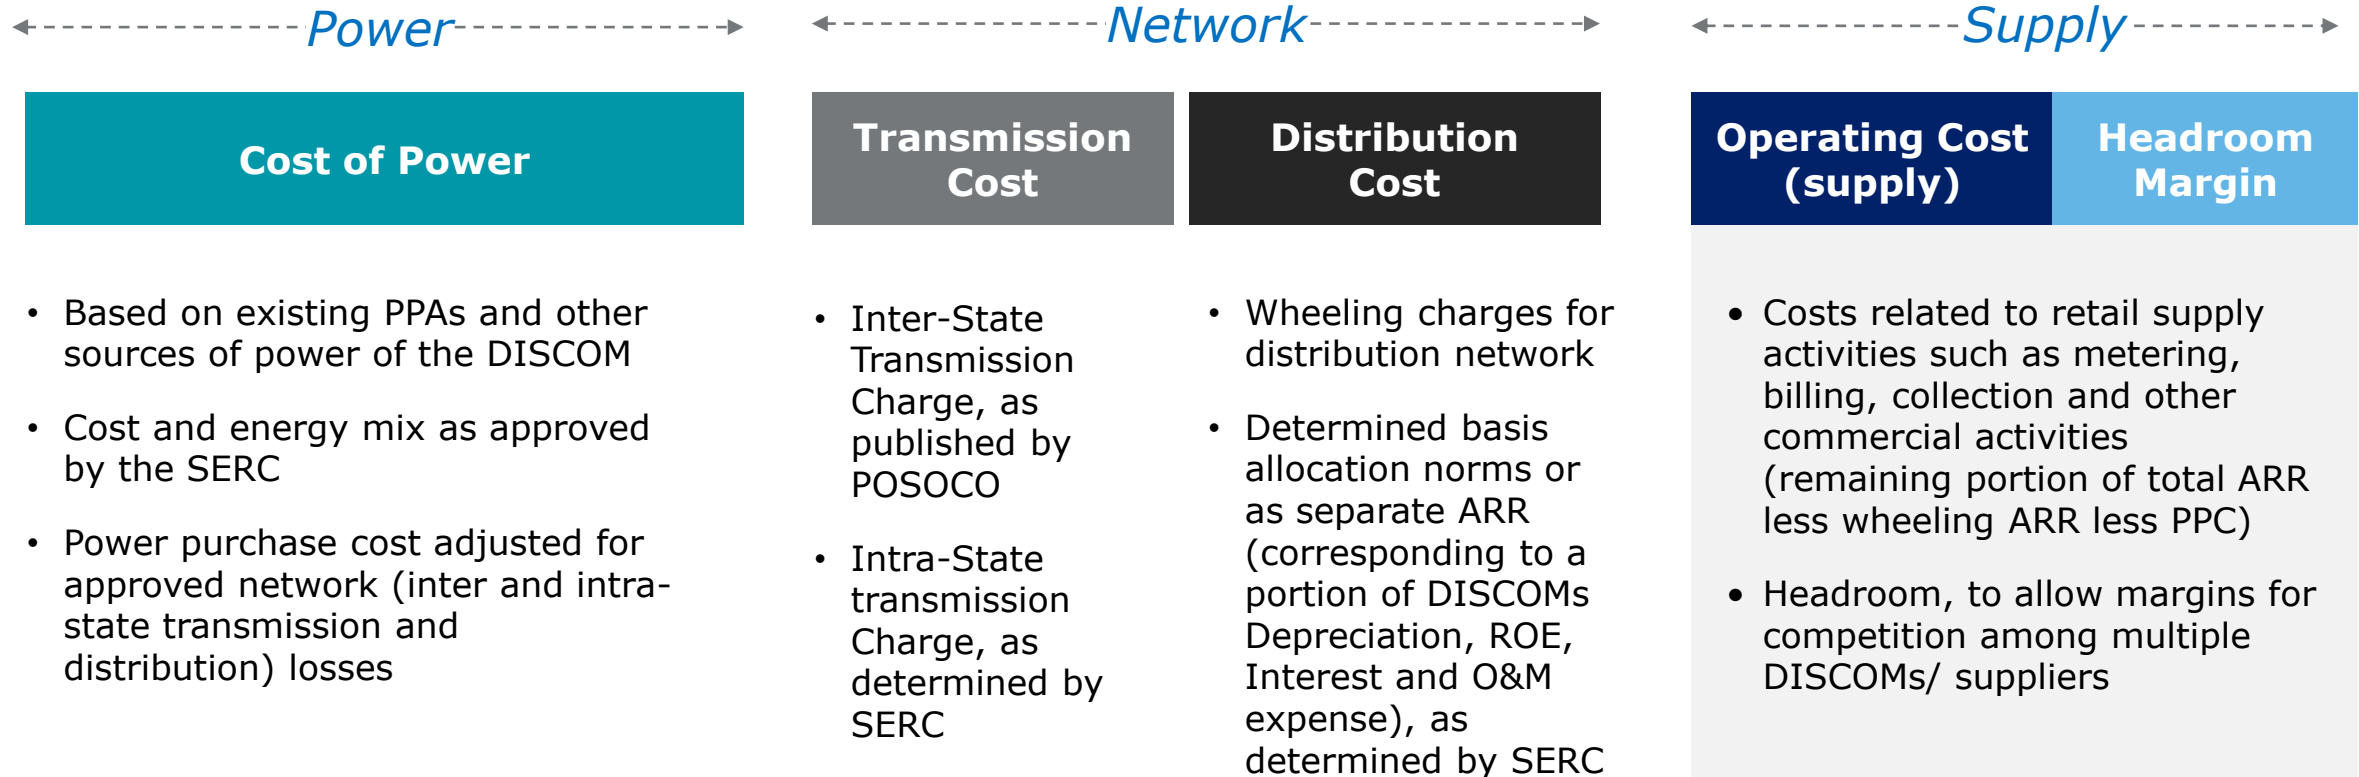 Power
Network
Supply
Cost of Power
Transmission
Cost
Distribution
Cost
Operating Cost
(supply)
Headroom
Margin
• Based on existing PPAs and other
sources of power of the DISCOM
• Cost and energy mix as approved
by the SERC
• Power purchase cost adjusted for
approved network (inter and intra-
state transmission and
distribution) losses
• Inter-State
Transmission
Charge, as
published by
POSOCO
• Intra-State
transmission
Charge, as
determined by
SERC
• Wheeling charges for
distribution network
• Determined basis
allocation norms or
as separate ARR
(corresponding to a
portion of DISCOMs
Depreciation, ROE,
Interest and O&M
expense), as
determined by SERC
• Costs related to retail supply
activities such as metering,
billing, collection and other
commercial activities
(remaining portion of total ARR
less wheeling ARR less PPC)
• Headroom, to allow margins for
competition among multiple
DISCOMs/ suppliers